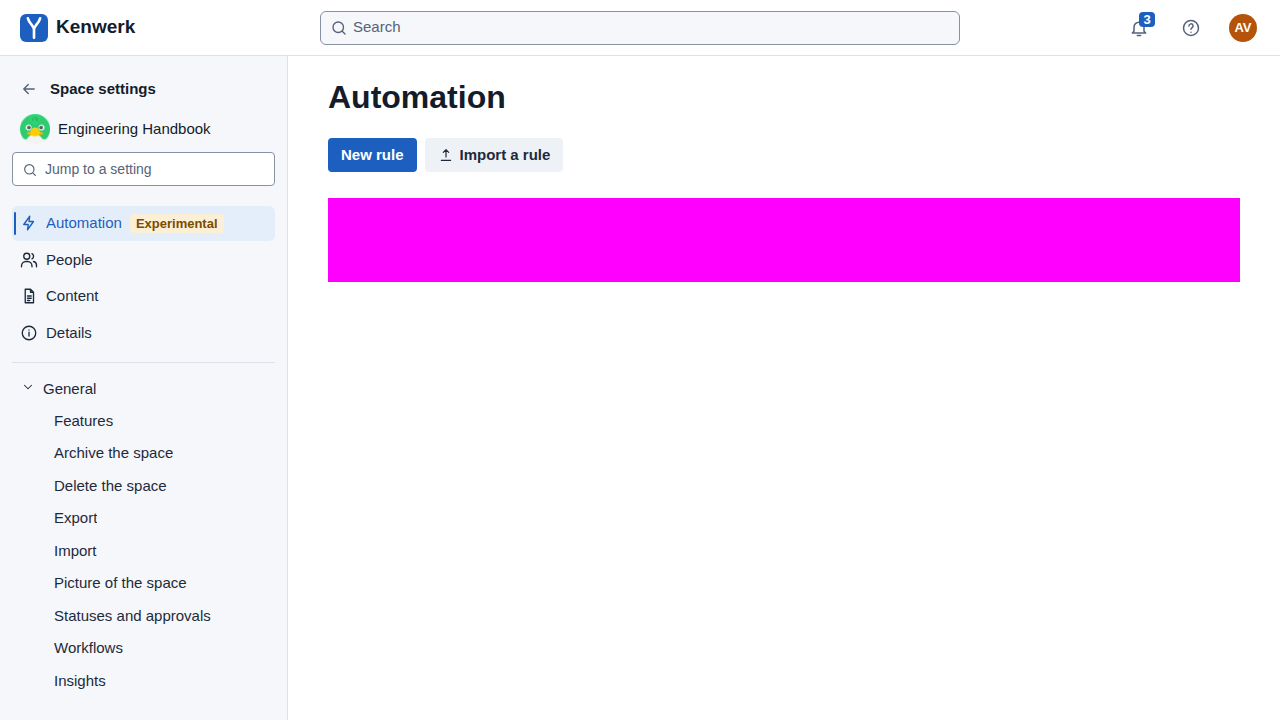 Kenwerk
Search
3
AV
Space settings
Engineering Handbook
Jump to a setting
Automation Experimental
People
Content
Details
General
Features
Archive the space
Delete the space
Export
Import
Picture of the space
Statuses and approvals
Workflows
Insights
Automation
New rule
Import a rule